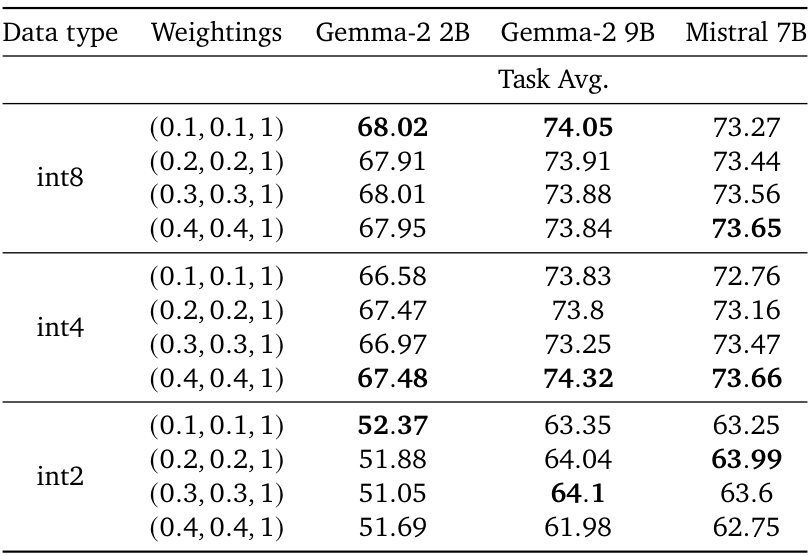 Data type Weightings Gemma-2 2B Gemma-2 9B Mistral 7B
Task Avg.
(0.1, 0.1, 1) 68.02 74.05 73.27
(0.2, 0.2, 1) 67.91 73.91 73.44
int8
(0.3, 0.3, 1) 68.01 73.88 73.56
(0.4, 0.4, 1) 67.95 73.84 73.65
(0.1, 0.1, 1) 66.58 73.83 72.76
(0.2, 0.2, 1) 67.47 73.8 73.16
int4
(0.3, 0.3, 1) 66.97 73.25 73.47
(0.4, 0.4, 1) 67.48 74.32 73.66
(0.1, 0.1, 1) 52.37 63.35 63.25
(0.2, 0.2, 1) 51.88 64.04 63.99
int2
(0.3, 0.3, 1) 51.05 64.1 63.6
(0.4, 0.4, 1) 51.69 61.98 62.75